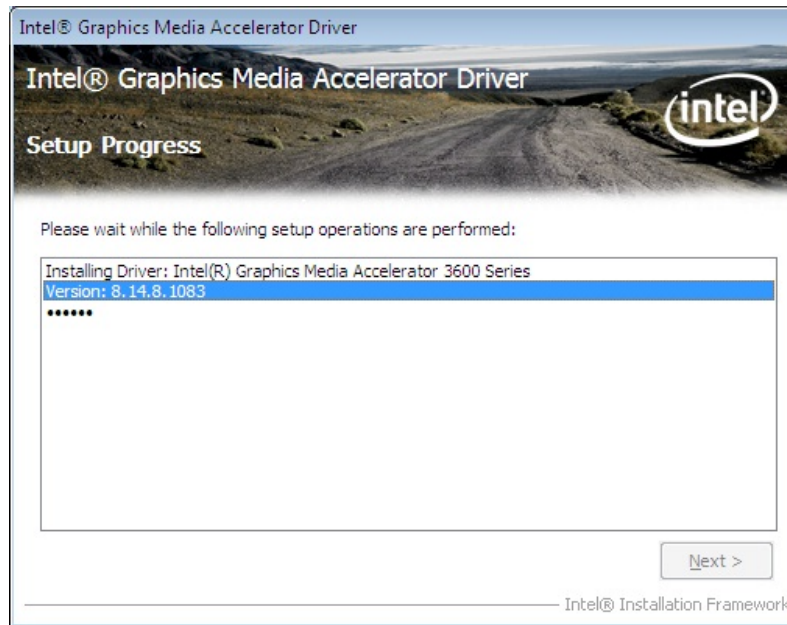 Intel® Graphics Media Accelerator Driver
Intel® Graphics Media Accelerator Driver
intel
Setup Progress
Please wait while the following setup operations are performed:
Installing Driver: Intel(R) Graphics Media Accelerator 3600 Series
Version: 8.14.8.1083
••••••
Next >
Intel® Installation Framework